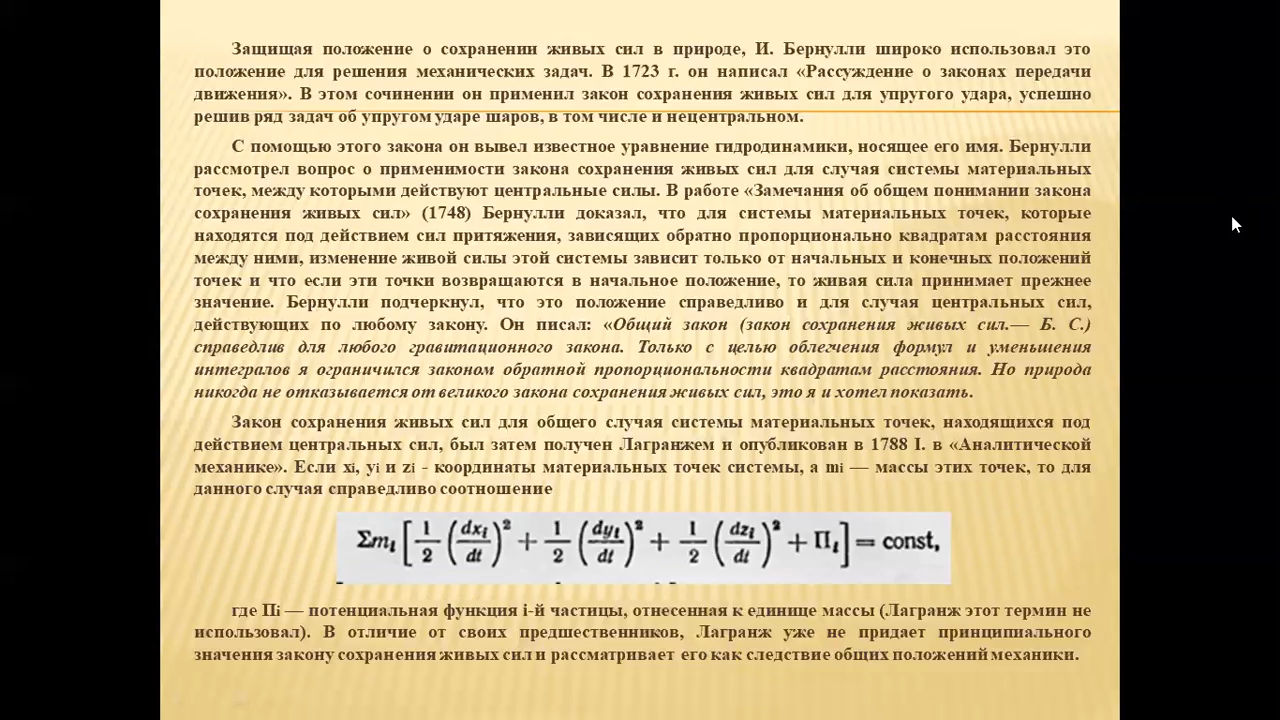 Защищая положение о сохранении живых сил в природе, И. Бернулли широко использовал это
положение для решения механических задач. В 1723 г. он написал «Рассуждение о законах передачи
движения». В этом сочинении он применил закон сохранения живых сил для упругого удара, успешно
решив ряд задач об упругом ударе шаров, в том числе и нецентральном.
С помощью этого закона он вывел известное уравнение гидродинамики, носящее его имя. Бернулли
рассмотрел вопрос о применимости закона сохранения живых сил для случая системы материальных
точек, между которыми действуют центральные силы. В работе «Замечания об общем понимании закона
сохранения живых сил» (1748) Бернулли доказал, что для системы материальных точек, которые
находятся под действием сил притяжения, зависящих обратно пропорционально квадратам расстояния
между ними, изменение живой силы этой системы зависит только от начальных и конечных положений
точек и что если эти точки возвращаются в начальное положение, то живая сила принимает прежнее
значение. Бернулли подчеркнул, что это положение справедливо и для случая центральных сил,
действующих по любому закону. Он писал: «Общий закон (закон сохранения живых сил.— Б. С.)
справедлив для любого гравитационного закона. Только с целью облегчения формул и уменьшения
интегралов я ограничился законом обратной пропорциональности квадратам расстояния. Но природа
никогда не отказывается от великого закона сохранения живых сил, это я и хотел показать.
Закон сохранения живых сил для общего случая системы материальных точек, находящихся под
действием центральных сил, был затем получен Лагранжем и опубликован в 1788 I. в «Аналитической
механике». Если xᵢ, yᵢ и zᵢ - координаты материальных точек системы, а mᵢ — массы этих точек, то для
данного случая справедливо соотношение
Σmᵢ [1/2 (dxᵢ/dt)² + 1/2 (dyᵢ/dt)² + 1/2 (dzᵢ/dt)² + Πᵢ] = const,
где Πᵢ — потенциальная функция i-й частицы, отнесенная к единице массы (Лагранж этот термин не
использовал). В отличие от своих предшественников, Лагранж уже не придает принципиального
значения закону сохранения живых сил и рассматривает его как следствие общих положений механики.